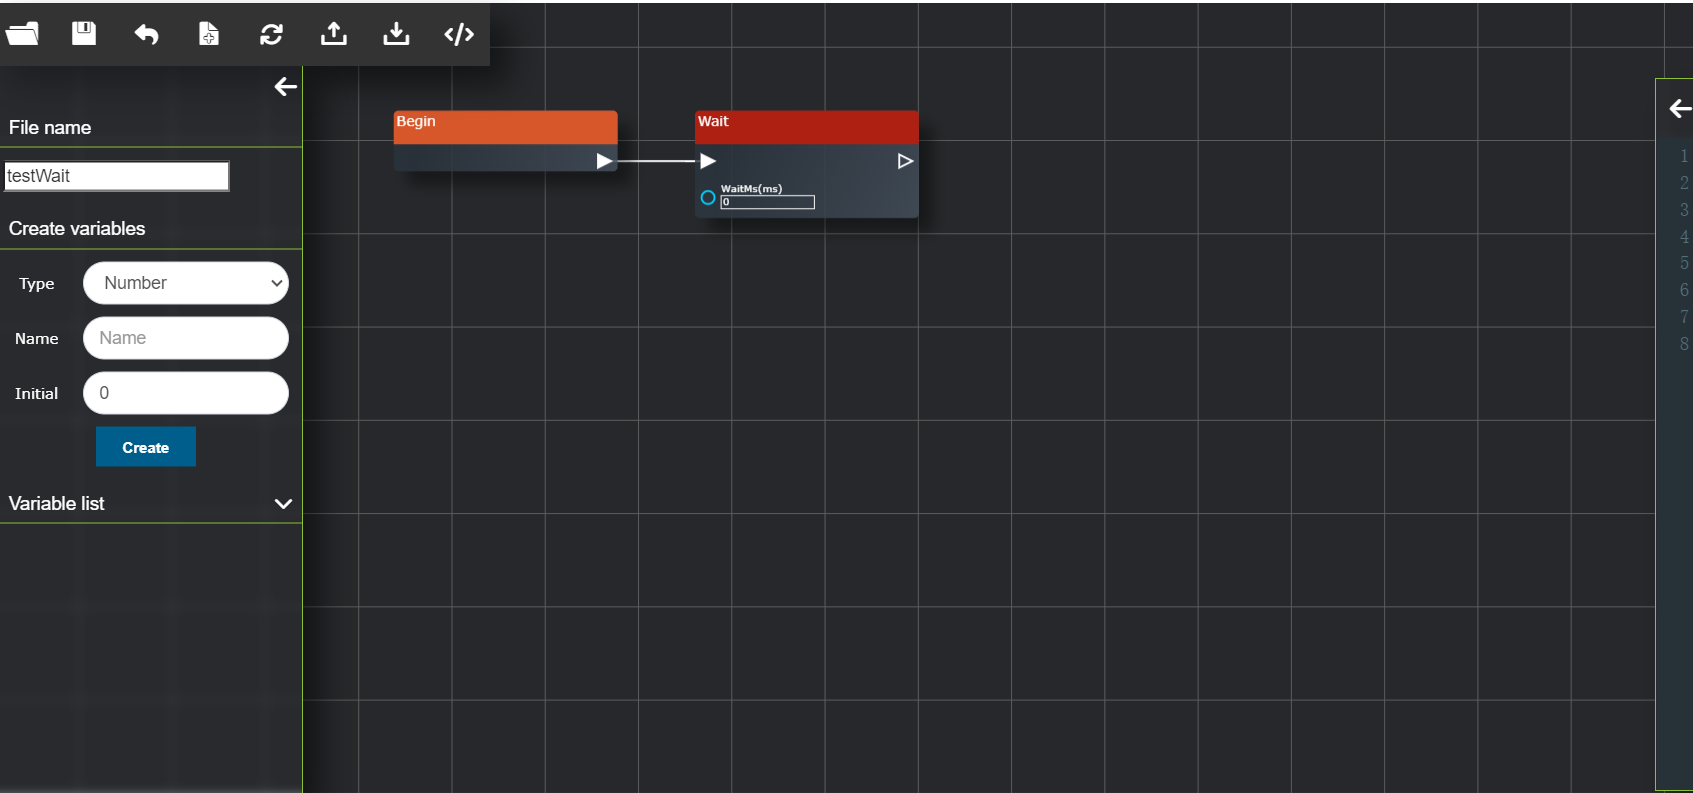 </>
File name
testWait
Create variables
Type
Number
Name
Name
Initial
0
Create
Variable list
Begin
Wait
WaitMs(ms)
0
1
2
3
4
5
6
7
8